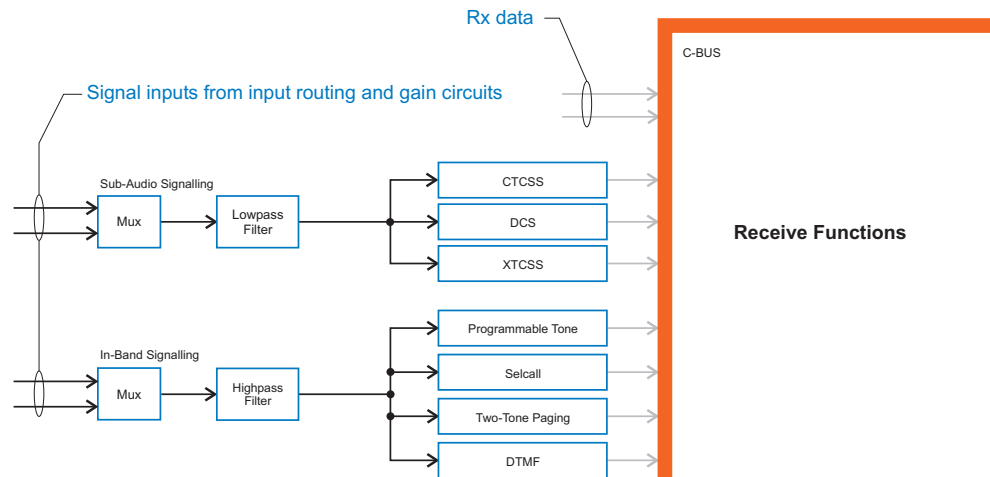 Rx data
C-BUS
Signal inputs from input routing and gain circuits
Sub-Audio Signalling
Mux
Lowpass
Filter
CTCSS
DCS
XTCSS
Receive Functions
In-Band Signalling
Mux
Highpass
Filter
Programmable Tone
Selcall
Two-Tone Paging
DTMF